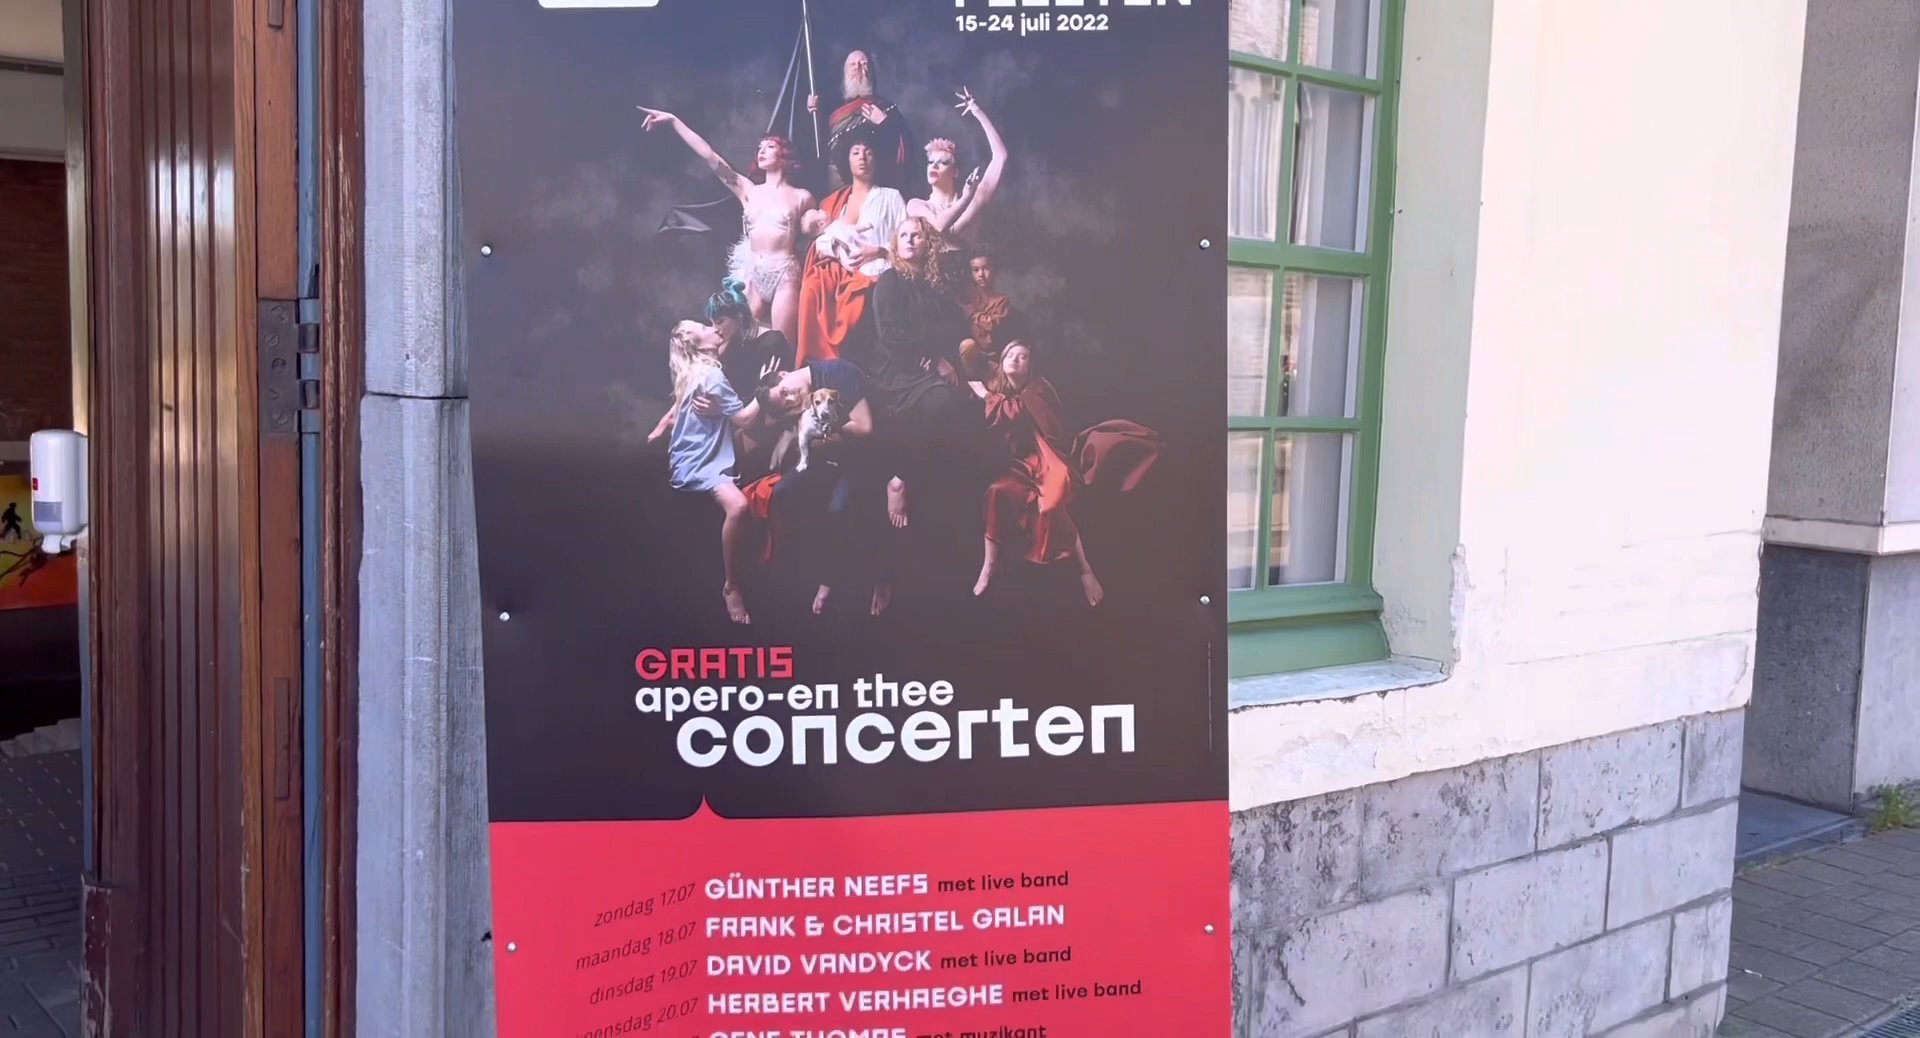 15-24 juli 2022
GRATIS
apero-en thee
concerten
zondag 17.07 GÜNTHER NEEFS met live band
maandag 18.07 FRANK & CHRISTEL GALAN
dinsdag 19.07 DAVID VANDYCK met live band
20.07 HERBERT VERHAEGHE met live band
met muzikant